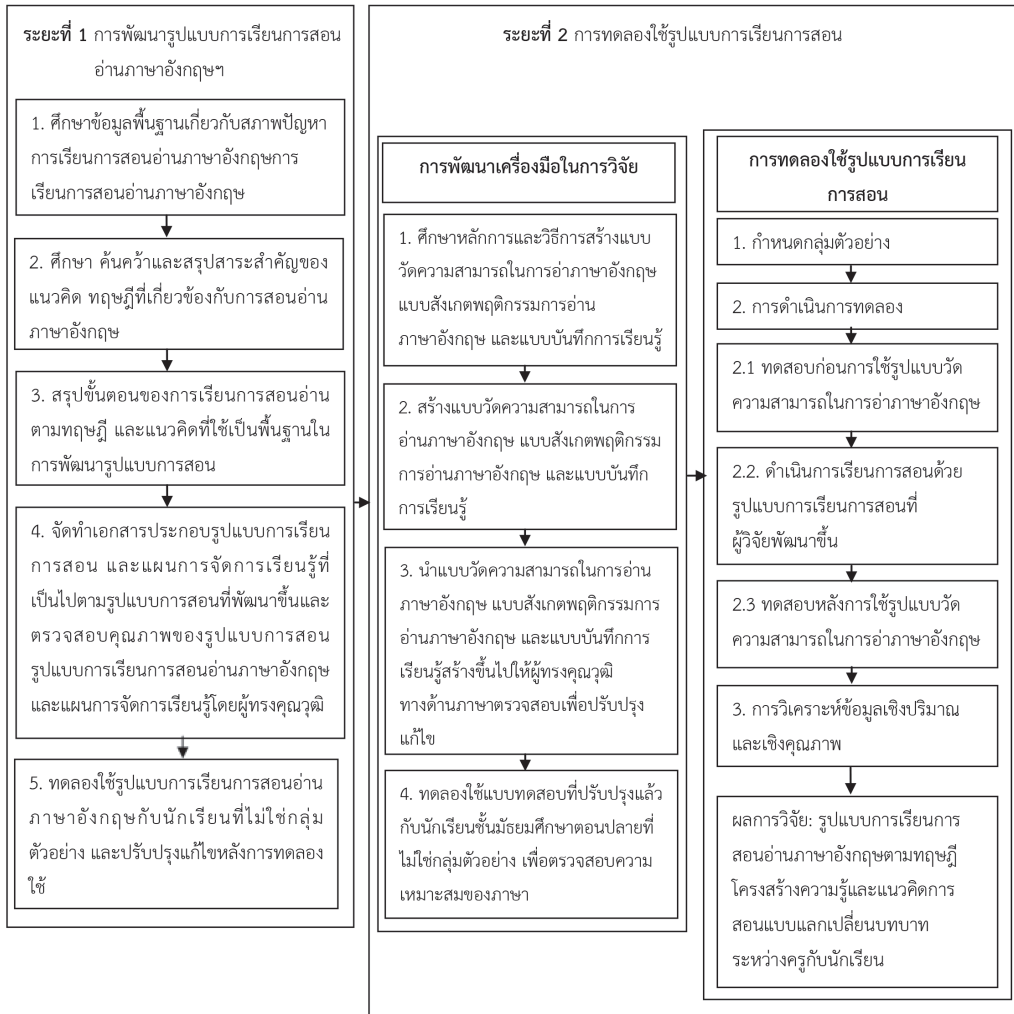 ระยะที่ 1 การพัฒนารูปแบบการเรียนการสอน
อ่านภาษาอังกฤษฯ
1. ศึกษาข้อมูลพื้นฐานเกี่ยวกับสภาพปัญหา
การเรียนการสอนอ่านภาษาอังกฤษการ
เรียนการสอนอ่านภาษาอังกฤษ
2. ศึกษา ค้นคว้าและสรุปสาระสำคัญของ
แนวคิด ทฤษฎีที่เกี่ยวข้องกับการสอนอ่าน
ภาษาอังกฤษ
3. สรุปขั้นตอนของการเรียนการสอนอ่าน
ตามทฤษฎี และแนวคิดที่ใช้เป็นพื้นฐานใน
การพัฒนารูปแบบการสอน
4. จัดทำเอกสารประกอบรูปแบบการเรียน
การสอน และแผนการจัดการเรียนรู้ที่
เป็นไปตามรูปแบบการสอนที่พัฒนาขึ้นและ
ตรวจสอบคุณภาพของรูปแบบการสอน
รูปแบบการเรียนการสอนอ่านภาษาอังกฤษ
และแผนการจัดการเรียนรู้โดยผู้ทรงคุณวุฒิ
5. ทดลองใช้รูปแบบการเรียนการสอนอ่าน
ภาษาอังกฤษกับนักเรียนที่ไม่ใช่กลุ่ม
ตัวอย่าง และปรับปรุงแก้ไขหลังการทดลอง
ใช้
ระยะที่ 2 การทดลองใช้รูปแบบการเรียนการสอน
การพัฒนาเครื่องมือในการวิจัย
1. ศึกษาหลักการและวิธีการสร้างแบบ
วัดความสามารถในการอ่าภาษาอังกฤษ
แบบสังเกตพฤติกรรมการอ่าน
ภาษาอังกฤษ และแบบบันทึกการเรียนรู้
2. สร้างแบบวัดความสามารถในการ
อ่านภาษาอังกฤษ แบบสังเกตพฤติกรรม
การอ่านภาษาอังกฤษ และแบบบันทึก
การเรียนรู้
3. นำแบบวัดความสามารถในการอ่าน
ภาษาอังกฤษ แบบสังเกตพฤติกรรมการ
อ่านภาษาอังกฤษ และแบบบันทึกการ
เรียนรู้สร้างขึ้นไปให้ผู้ทรงคุณวุฒิ
ทางด้านภาษาตรวจสอบเพื่อปรับปรุง
แก้ไข
4. ทดลองใช้แบบทดสอบที่ปรับปรุงแล้ว
กับนักเรียนชั้นมัธยมศึกษาตอนปลายที่
ไม่ใช่กลุ่มตัวอย่าง เพื่อตรวจสอบความ
เหมาะสมของภาษา
การทดลองใช้รูปแบบการเรียน
การสอน
1. กำหนดกลุ่มตัวอย่าง
2. การดำเนินการทดลอง
2.1 ทดสอบก่อนการใช้รูปแบบวัด
ความสามารถในการอ่าภาษาอังกฤษ
2.2. ดำเนินการเรียนการสอนด้วย
รูปแบบการเรียนการสอนที่
ผู้วิจัยพัฒนาขึ้น
2.3 ทดสอบหลังการใช้รูปแบบวัด
ความสามารถในการอ่าภาษาอังกฤษ
3. การวิเคราะห์ข้อมูลเชิงปริมาณ
และเชิงคุณภาพ
ผลการวิจัย: รูปแบบการเรียนการ
สอนอ่านภาษาอังกฤษตามทฤษฎี
โครงสร้างความรู้และแนวคิดการ
สอนแบบแลกเปลี่ยนบทบาท
ระหว่างครูกับนักเรียน